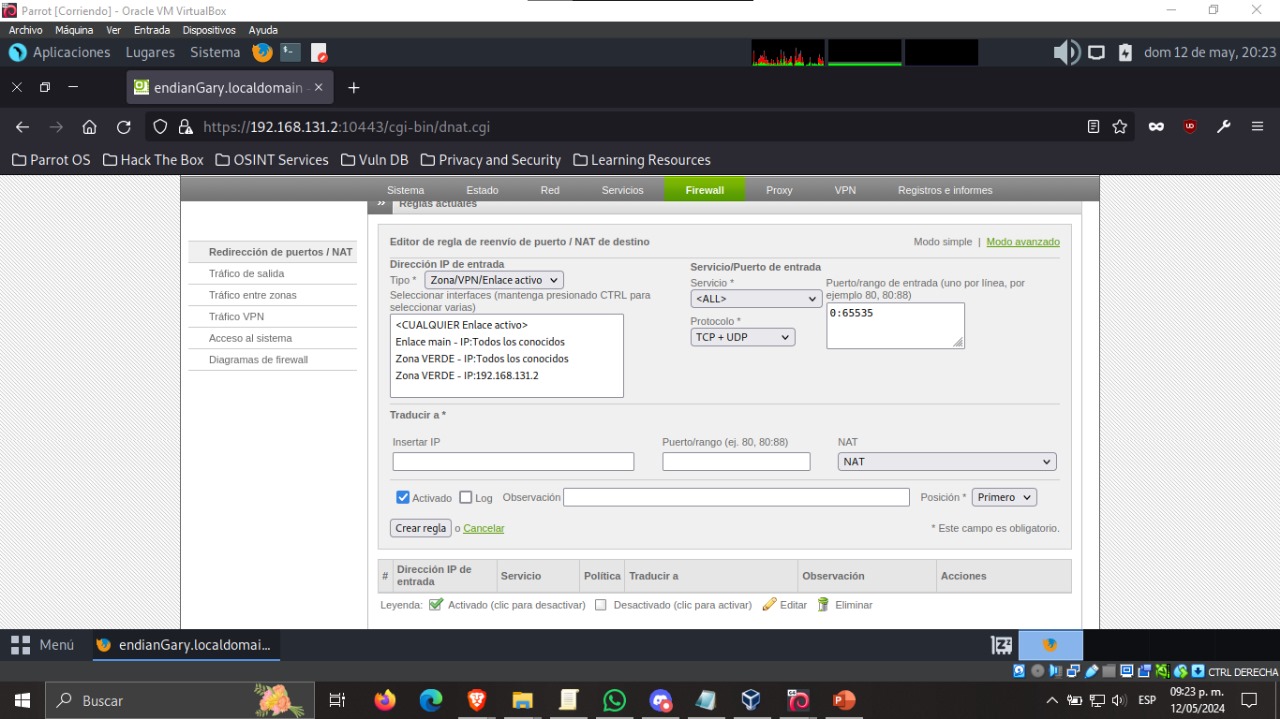 Parrot [Corriendo] - Oracle VM VirtualBox
Archivo Máquina Ver Entrada Dispositivos Ayuda
Aplicaciones Lugares Sistema dom 12 de may, 20:23
endianGary.localdomain -
https://192.168.131.2:10443/cgi-bin/dnat.cgi
Parrot OS Hack The Box OSINT Services Vuln DB Privacy and Security Learning Resources
Sistema Estado Red Servicios Firewall Proxy VPN Registros e informes
Reglas actuales
Redirección de puertos / NAT
Tráfico de salida
Tráfico entre zonas
Tráfico VPN
Acceso al sistema
Diagramas de firewall
Editor de regla de reenvío de puerto / NAT de destino Modo simple | Modo avanzado
Dirección IP de entrada
Tipo * Zona/VPN/Enlace activo
Seleccionar interfaces (mantenga presionado CTRL para
seleccionar varias)
<CUALQUIER Enlace activo>
Enlace main - IP:Todos los conocidos
Zona VERDE - IP:Todos los conocidos
Zona VERDE - IP:192.168.131.2
Servicio/Puerto de entrada
Servicio *
<ALL>
Protocolo *
TCP + UDP
Puerto/rango de entrada (uno por línea, por
ejemplo 80, 80:88)
0:65535
Traducir a *
Insertar IP Puerto/rango (ej. 80, 80:88) NAT
NAT
Activado Log Observación Posición * Primero
Crear regla o Cancelar * Este campo es obligatorio.
# Dirección IP de
entrada Servicio Política Traducir a Observación Acciones
Leyenda: Activado (clic para desactivar) Desactivado (clic para activar) Editar Eliminar
Menú endianGary.localdomai...
CTRL DERECHA
Buscar ESP 09:23 p. m.
12/05/2024